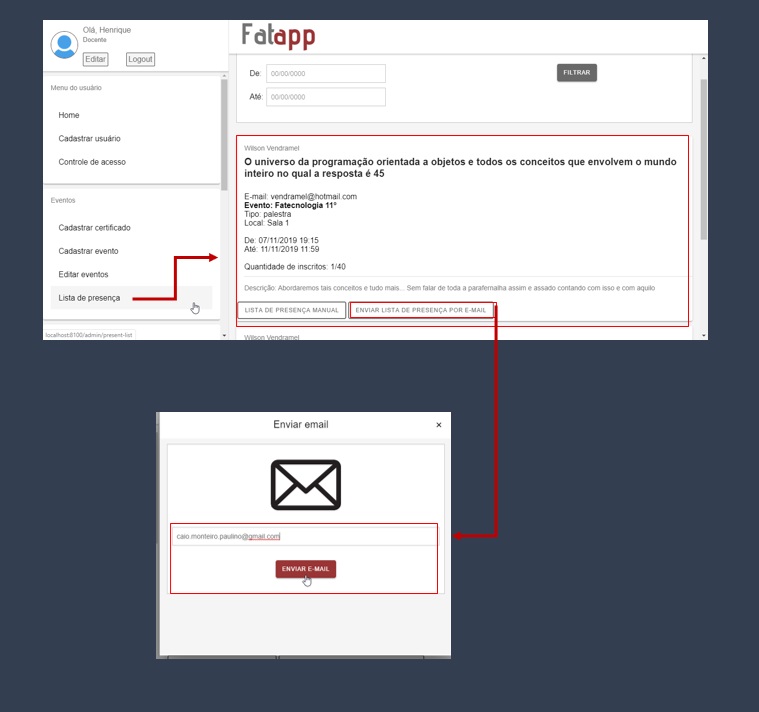 Olá, Henrique
Docente
Editar
Logout
Menu do usuário
Home
Cadastrar usuário
Controle de acesso
Eventos
Cadastrar certificado
Cadastrar evento
Editar eventos
Lista de presença
localhost:8100/admin/present-list
Fatapp
De: 00/00/0000
FILTRAR
Até: 00/00/0000
Wilson Vendramel
O universo da programação orientada a objetos e todos os conceitos que envolvem o mundo
inteiro no qual a resposta é 45
E-mail: vendramel@hotmail.com
Evento: Fatecnologia 11º
Tipo: palestra
Local: Sala 1
De: 07/11/2019 19:15
Até: 11/11/2019 11:59
Quantidade de inscritos: 1/40
Descrição: Abordaremos tais conceitos e tudo mais... Sem falar de toda a parafernalha assim e assado contando com isso e com aquilo
LISTA DE PRESENÇA MANUAL
ENVIAR LISTA DE PRESENÇA POR E-MAIL
Wilson Vendramel
Enviar email
×
caio.monteiro.paulino@gmail.com
ENVIAR E-MAIL